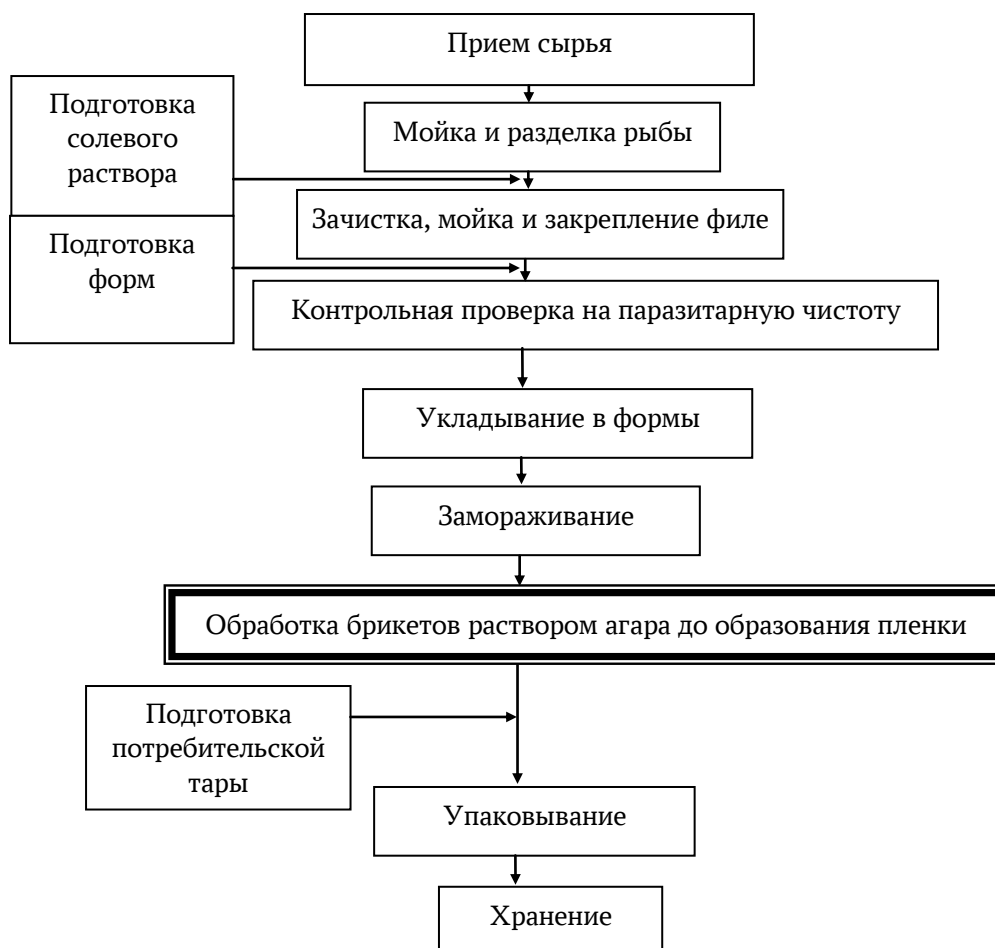 Прием сырья
Подготовка
солевого
раствора
Мойка и разделка рыбы
Зачистка, мойка и закрепление филе
Подготовка
форм
Контрольная проверка на паразитарную чистоту
Укладывание в формы
Замораживание
Обработка брикетов раствором агара до образования пленки
Подготовка
потребительской
тары
Упаковывание
Хранение